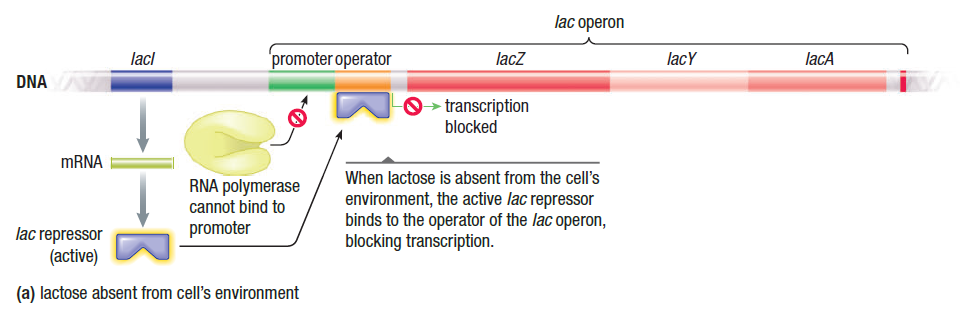 lac operon
lacI
promoter operator
lacZ
lacY
lacA
DNA
transcription
blocked
mRNA
RNA polymerase
cannot bind to
promoter
When lactose is absent from the cell's
environment, the active lac repressor
binds to the operator of the lac operon,
blocking transcription.
lac repressor
(active)
(a) lactose absent from cell's environment